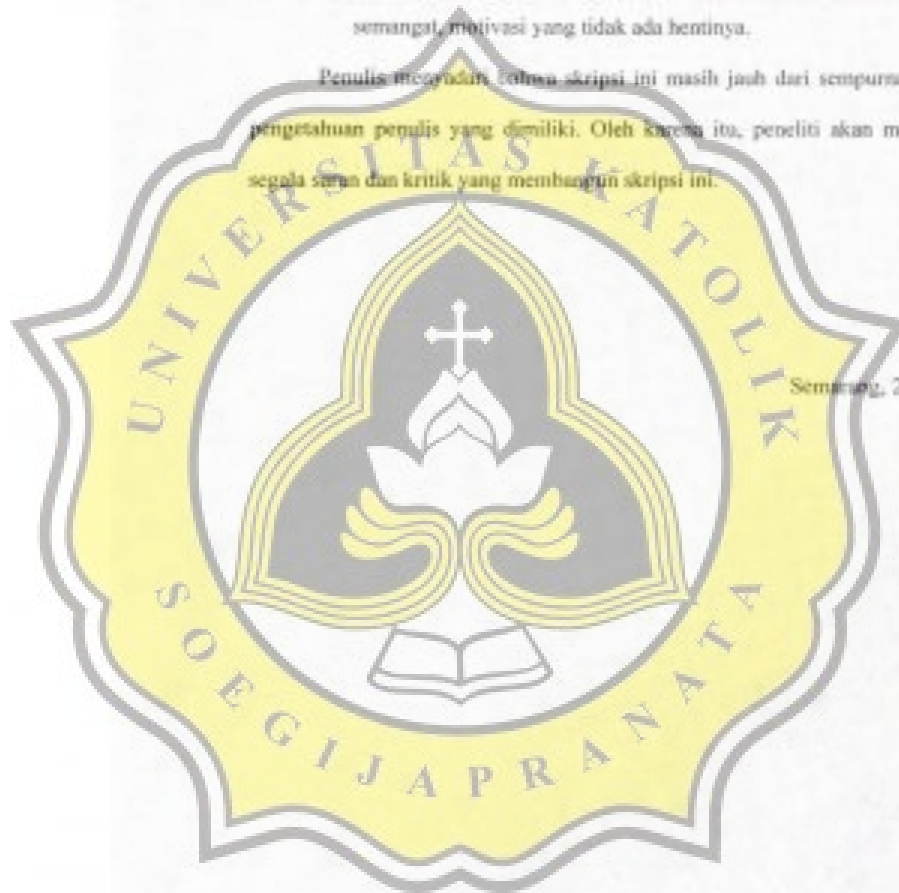 semangat, motivasi yang tidak ada hentinya.
Penulis menyadari bahwa skripsi ini masih jauh dari sempurna
pengetahuan penulis yang dimiliki. Oleh karena itu, peneliti akan m
segala saran dan kritik yang membangun skripsi ini.
UNIVERSITAS KATOLIK
Semarang, 2
SOEGIJAPRANATA